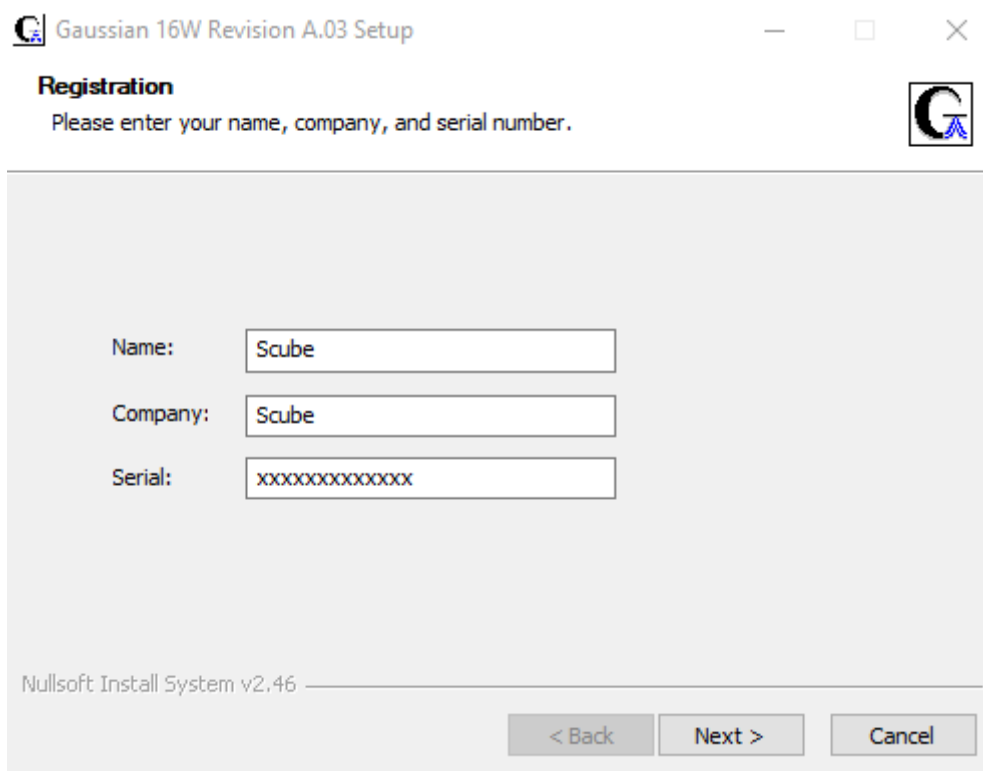 Gaussian 16W Revision A.03 Setup
Registration
Please enter your name, company, and serial number.
Name: Scube
Company: Scube
Serial: xxxxxxxxxxxxx
Nullsoft Install System v2.46
< Back Next > Cancel